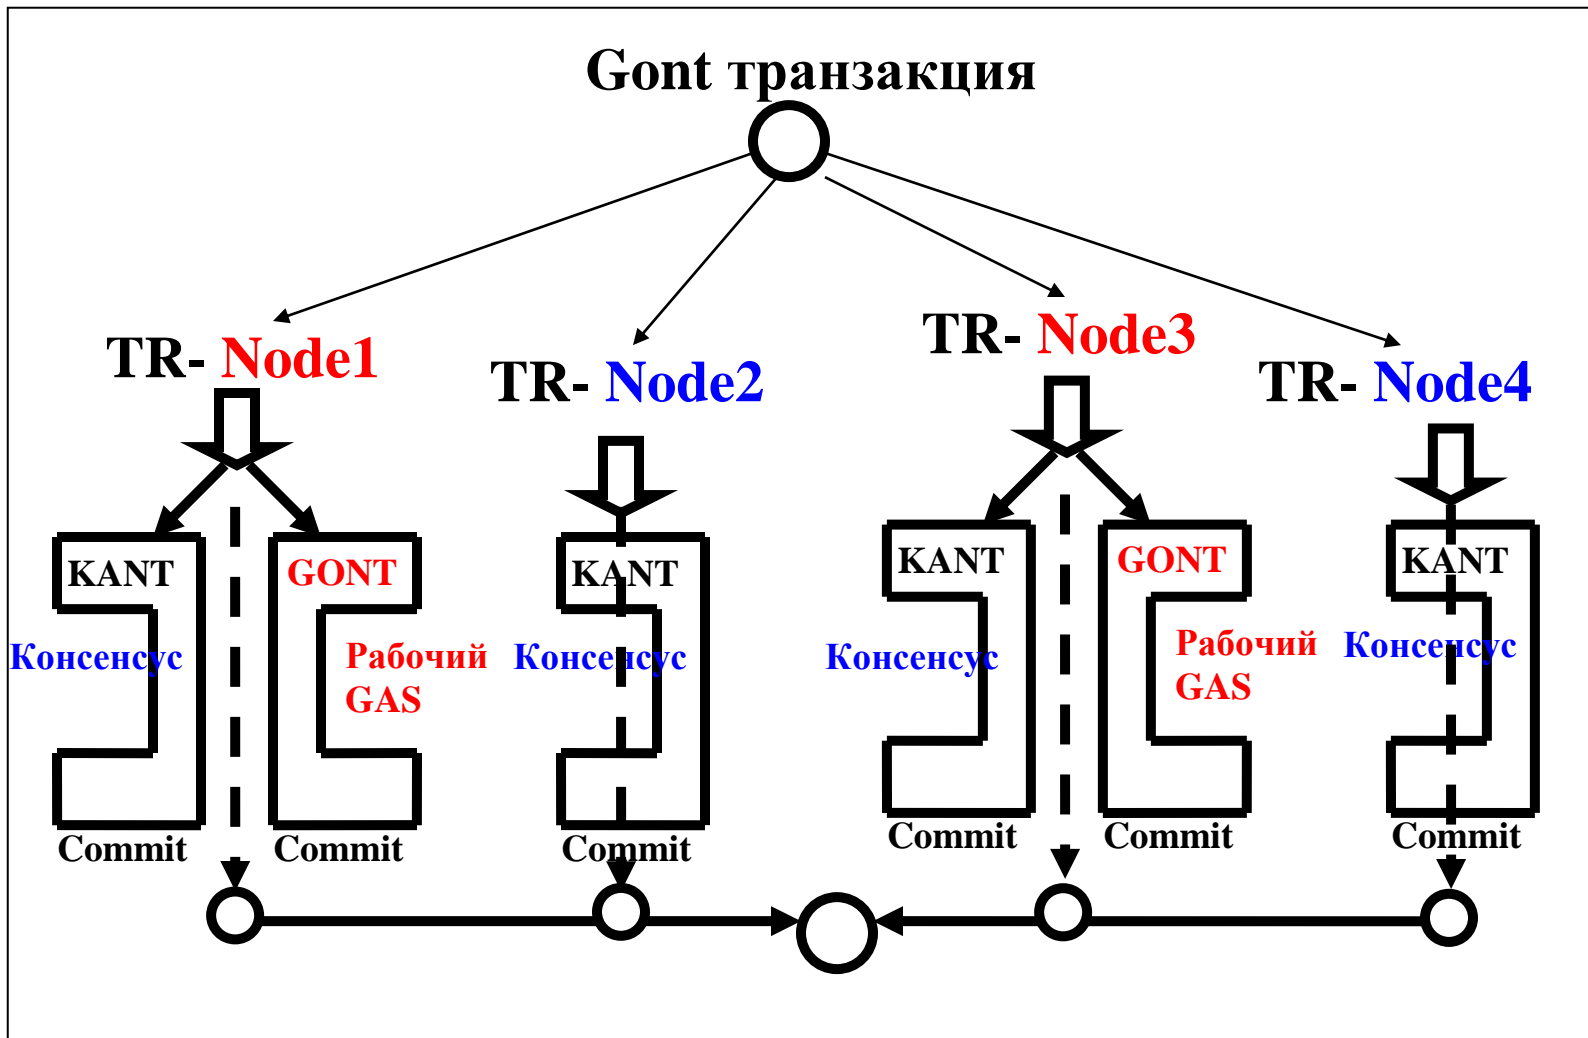 Gont транзакция
TR- Node1
TR- Node2
TR- Node3
TR- Node4
KANT
GONT
KANT
KANT
GONT
KANT
Консенсус
Рабочий
GAS
Консенсус
Консенсус
Рабочий
GAS
Консенсус
Commit
Commit
Commit
Commit
Commit
Commit